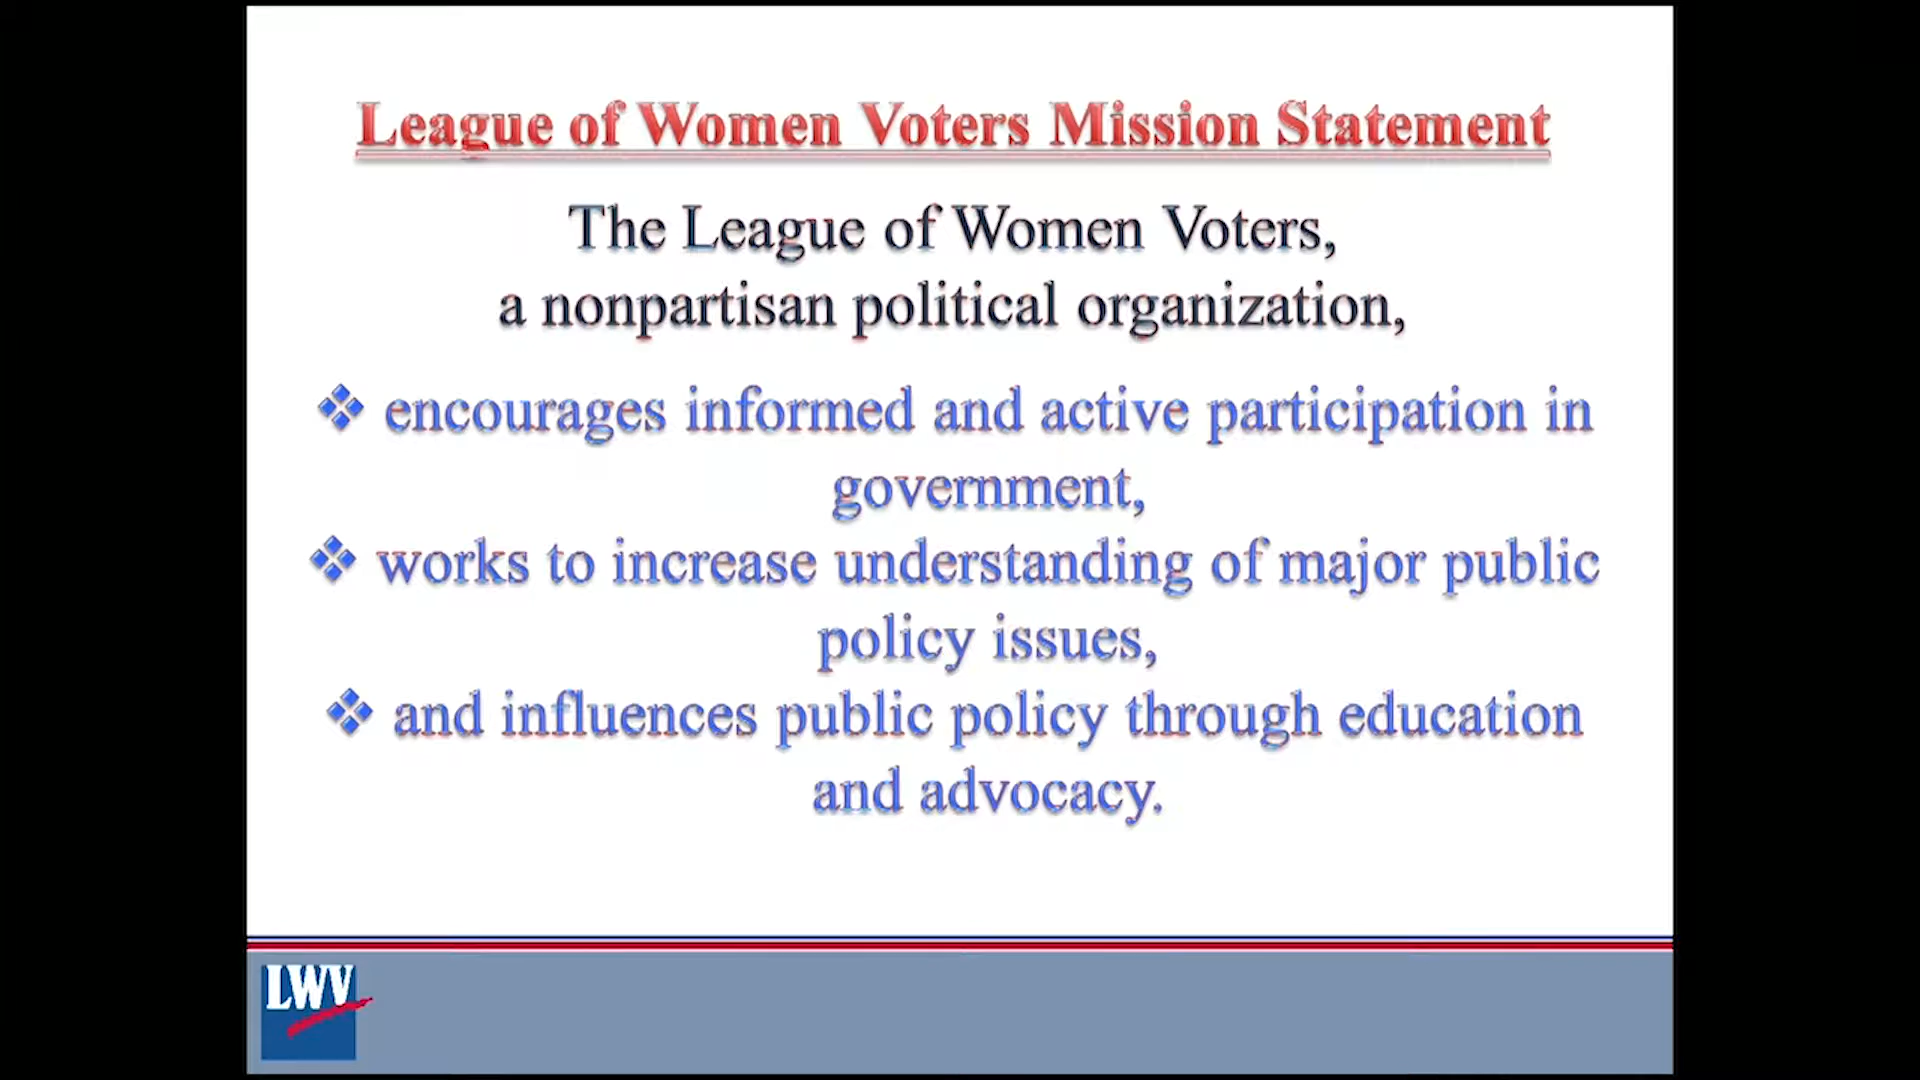 League of Women Voters Mission Statement
The League of Women Voters,
a nonpartisan political organization,
❖ encourages informed and active participation in
government,
❖ works to increase understanding of major public
policy issues,
❖ and influences public policy through education
and advocacy.
LWV